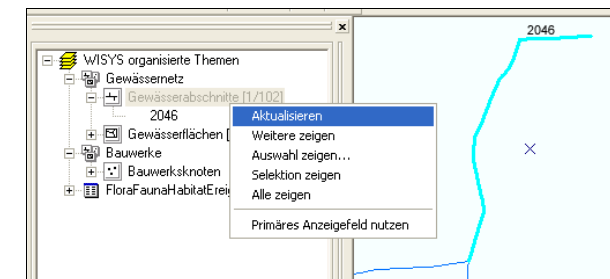 2046
WISYS organisierte Themen
Gewässernetz
Gewässerabschnitte [1/102]
2046
Gewässerflächen [
Bauwerke
Bauwerksknoten
FloraFaunaHabitatEreig
Aktualisieren
Weitere zeigen
Auswahl zeigen...
Selektion zeigen
Alle zeigen
Primäres Anzeigefeld nutzen